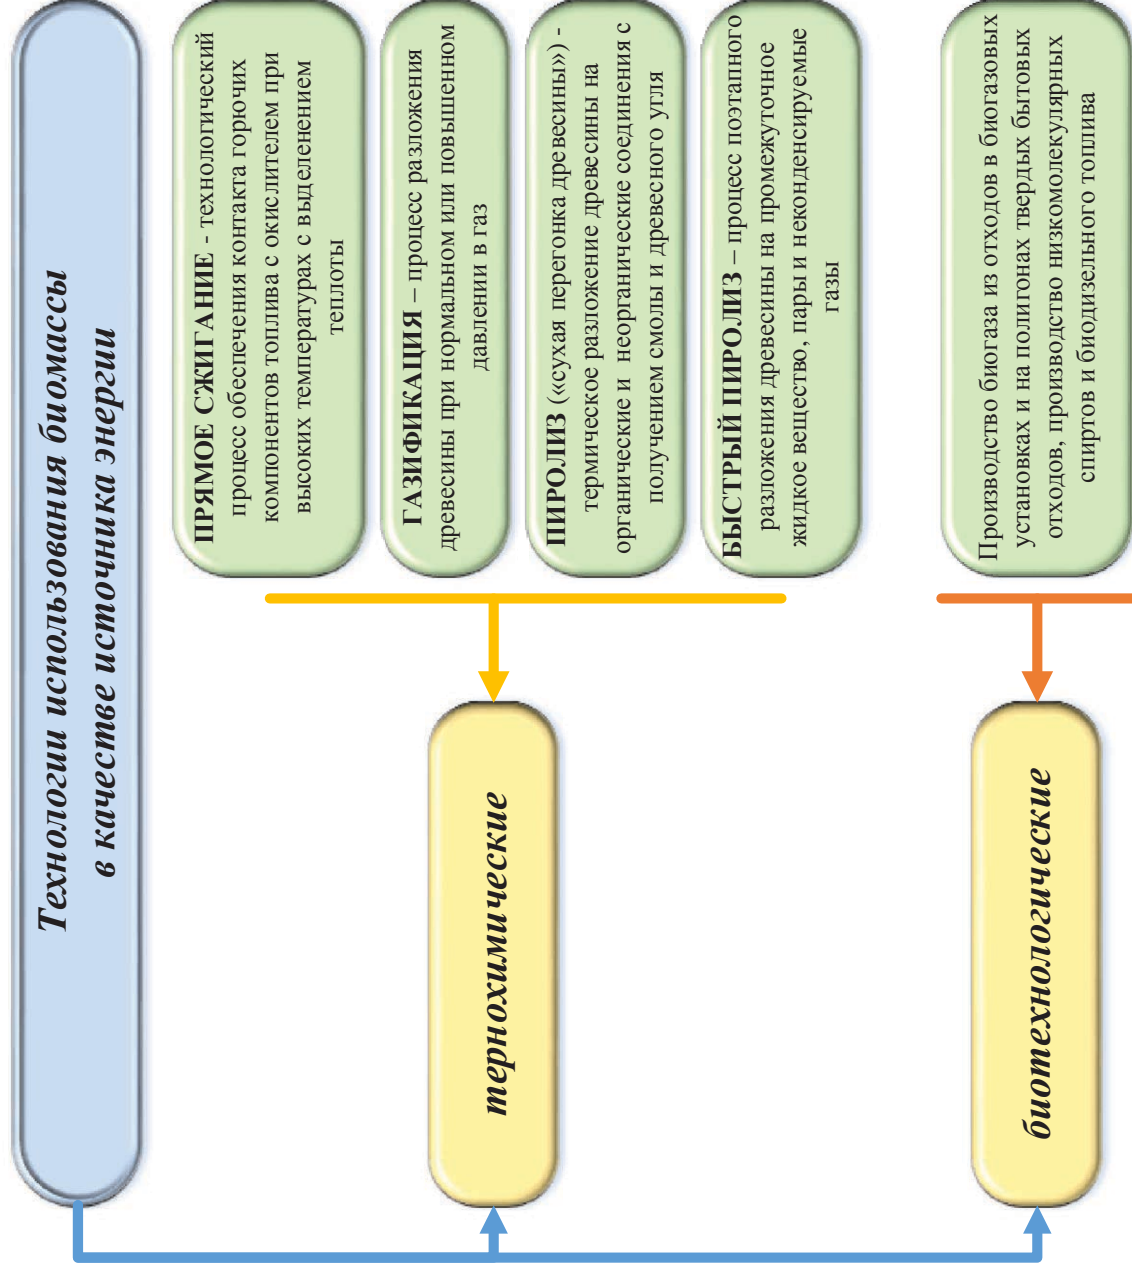 Технологии использования биомассы
в качестве источника энергии
тернохимические
ПРЯМОЕ СЖИГАНИЕ - технологический
процесс обеспечения контакта горючих
компонентов топлива с окислителем при
высоких температурах с выделенением
теплоты
ГАЗИФИКАЦИЯ – процесс разложения
древесины при нормальном или повышенном
давлении в газ
ПИРОЛИЗ («сухая перегонка древесины») -
термическое разложение древесины на
органические и неорганические соединения с
получением смолы и древесного угля
БЫСТРЫЙ ПИРОЛИЗ – процесс поэтапного
разложения древесины на промежуточное
жидкое вещество, пары и неконденсируемые
газы
биотехнологические
Производство биогаза из отходов в биогазовых
установках и на полигонах твердых бытовых
отходов, производство низкомолекулярных
спиртов и биодизельного топлива